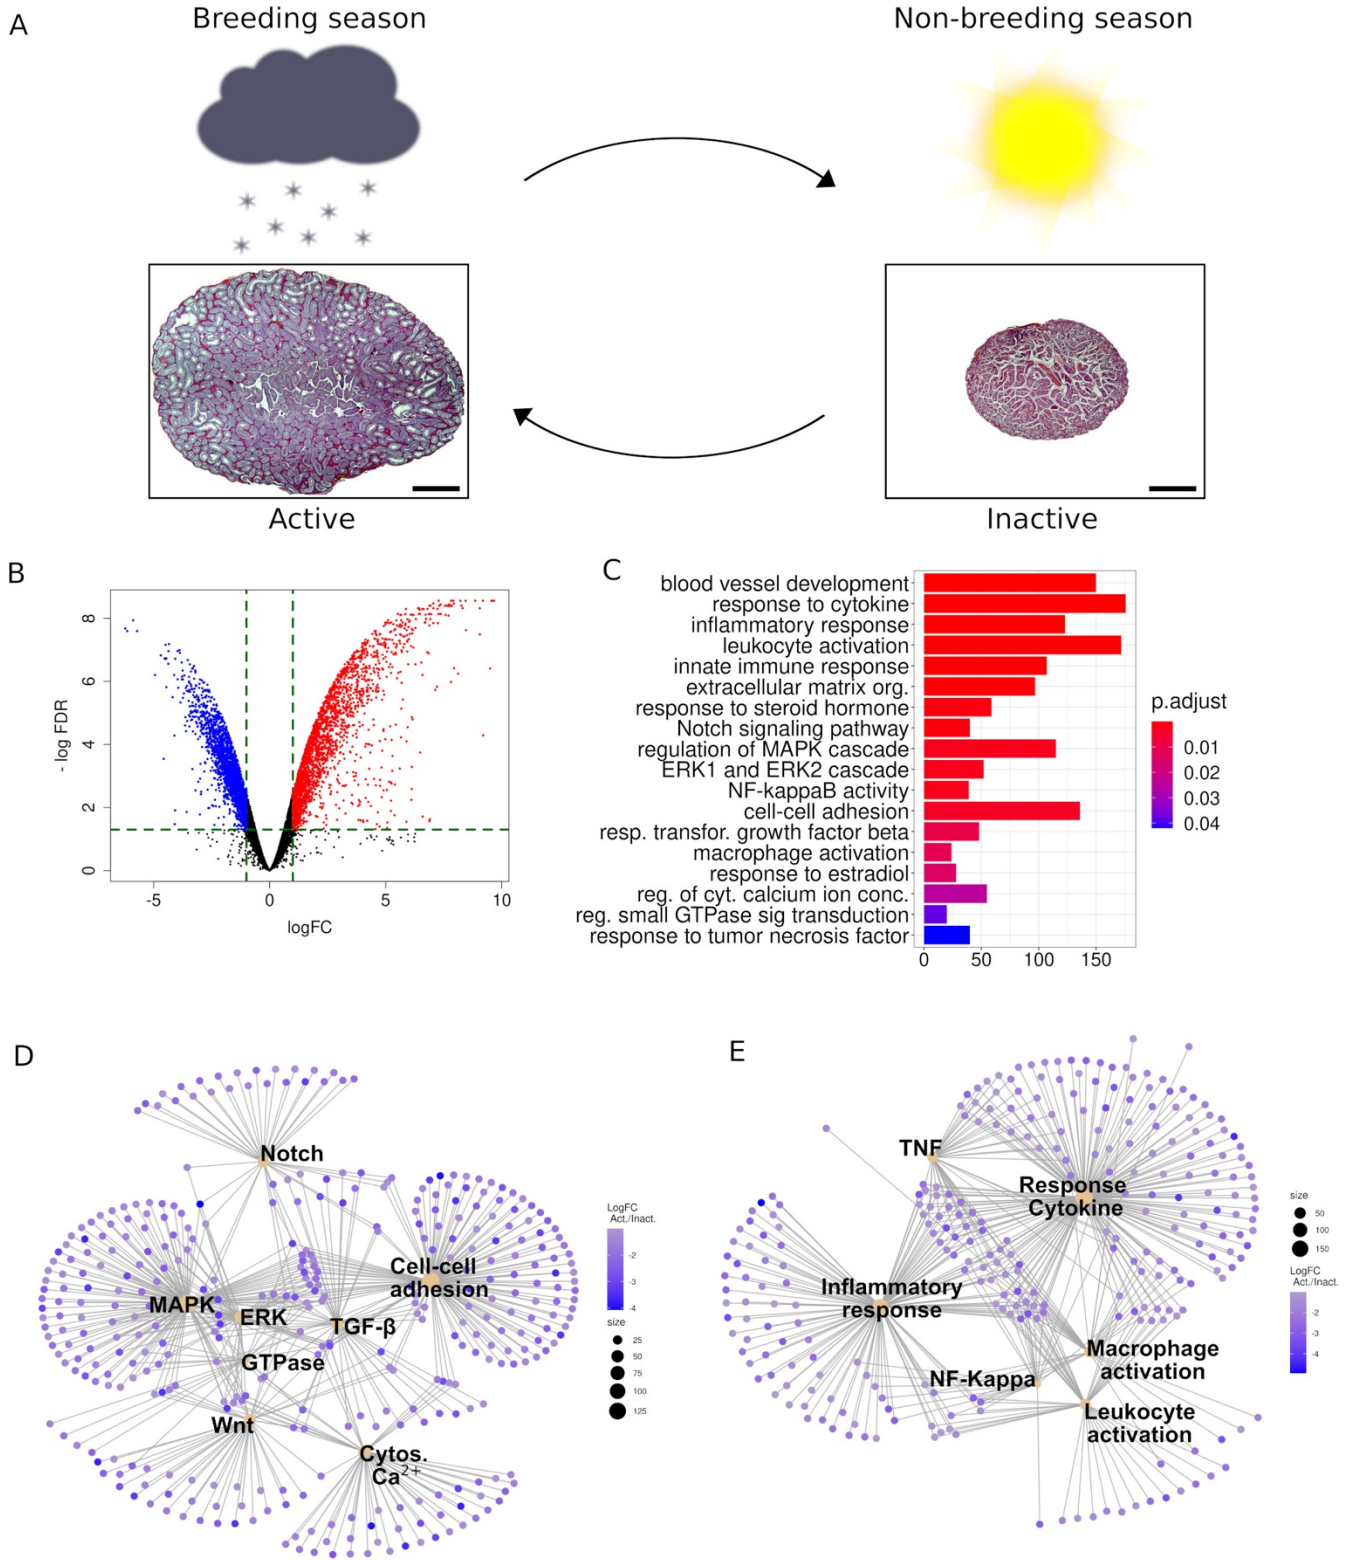 A
Breeding season
Non-breeding season
Active
Inactive
B
- log FDR
8
6
4
2
0
-5
0
5
10
logFC
C
blood vessel development
response to cytokine
inflammatory response
leukocyte activation
innate immune response
extracellular matrix org.
response to steroid hormone
Notch signaling pathway
regulation of MAPK cascade
ERK1 and ERK2 cascade
NF-kappaB activity
cell-cell adhesion
resp. transfor. growth factor beta
macrophage activation
response to estradiol
reg. of cyt. calcium ion conc.
reg. small GTPase sig transduction
response to tumor necrosis factor
0
50
100
150
p.adjust
0.01
0.02
0.03
0.04
D
Notch
Cell-cell
adhesion
MAPK
ERK
TGF-β
GTPase
Wnt
Cytos.
Ca2+
LogFC
Act./Inact.
-2
-3
-4
size
25
50
75
100
125
E
TNF
Response
Cytokine
Inflammatory
response
Macrophage
activation
NF-Kappa
Leukocyte
activation
size
50
100
150
LogFC
Act./Inact.
-2
-3
-4